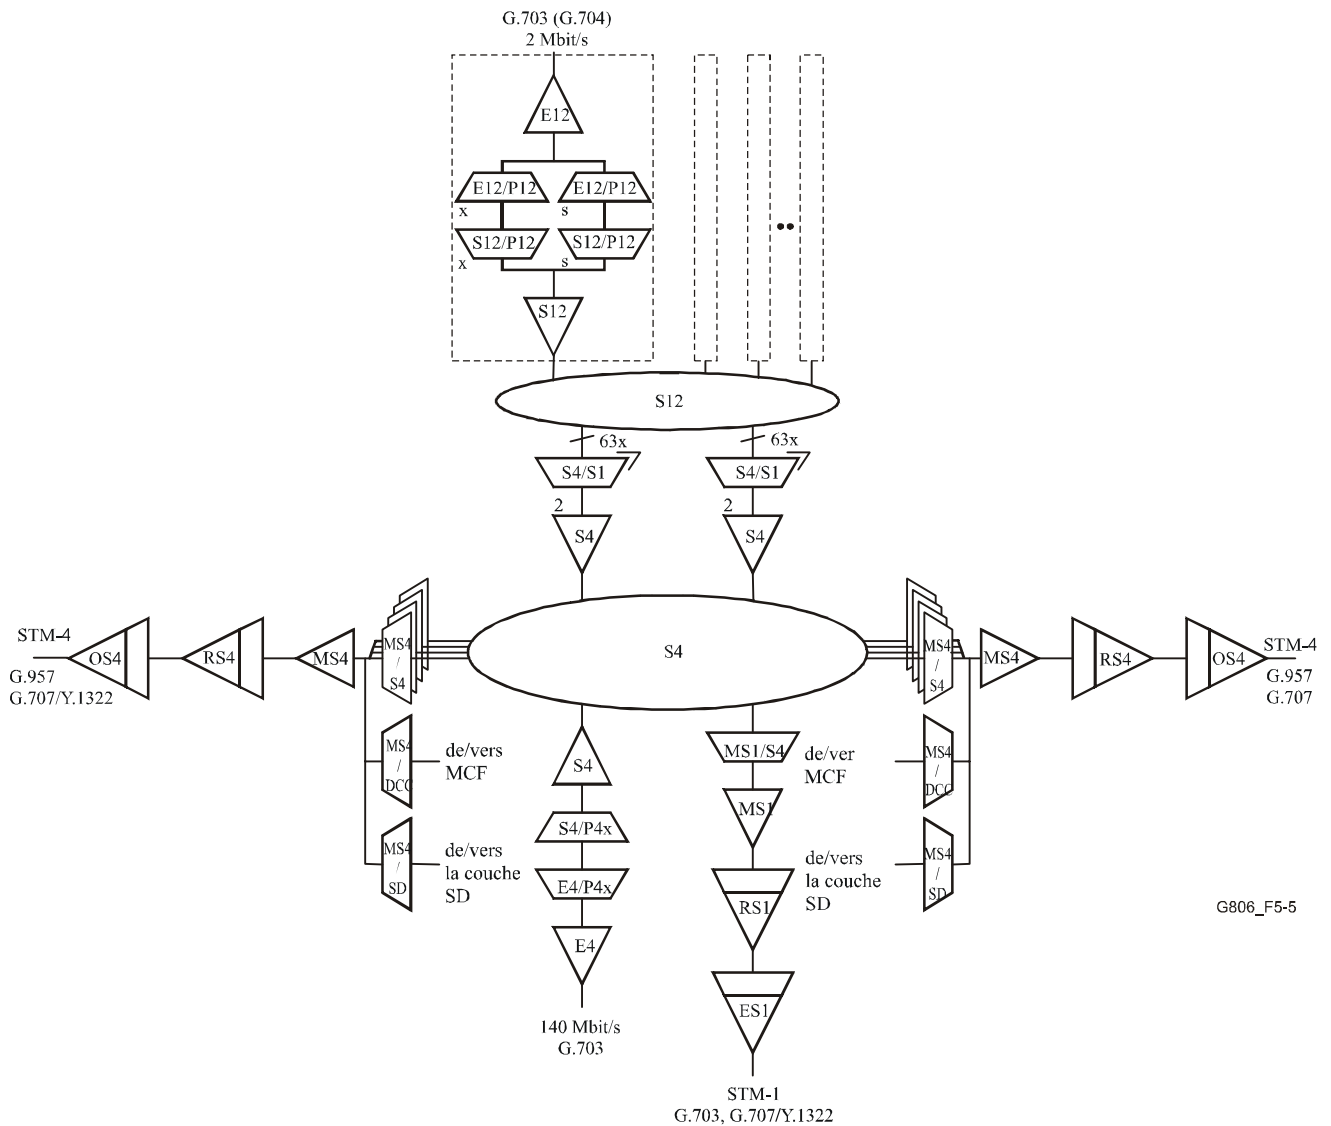 G.703 (G.704)
2 Mbit/s
E12
E12/P12
E12/P12
x
s
S12/P12
S12/P12
x
s
S12
S12
63x
63x
S4/S1
S4/S1
2
2
S4
S4
STM-4
OS4
RS4
MS4
MS4
/
S4
S4
MS4
/
S4
MS4
RS4
OS4
STM-4
G.957
G.707/Y.1322
G.957
G.707
MS4
/
DCC
de/vers
MCF
S4
MS1/S4
de/ver
MCF
MS4
/
DCC
MS1
S4/P4x
MS4
/
SD
de/vers
la couche
SD
E4/P4x
de/vers
la couche
SD
MS4
/
SD
RS1
G806_F5-5
E4
ES1
140 Mbit/s
G.703
STM-1
G.703, G.707/Y.1322